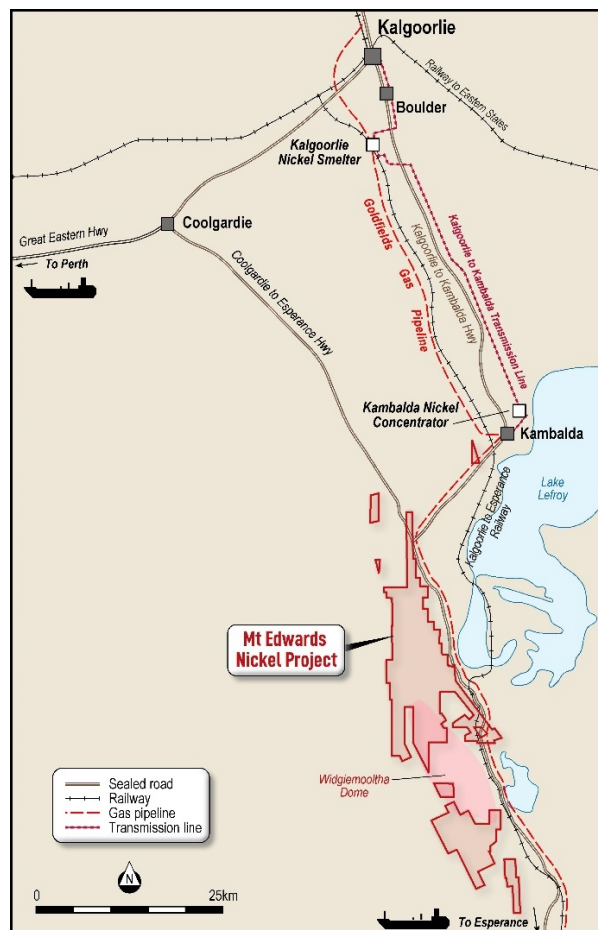 Kalgoorlie
Railway to Eastern States
Boulder
Kalgoorlie
Nickel Smelter
Coolgardie
Great Eastern Hwy
To Perth
Goldfields Gas Pipeline
Kalgoorlie to Kambalda Hwy
Kalgoorlie to Kambalda Transmission Line
Coolgardie to Esperance Hwy
Kambalda Nickel
Concentrator
Kambalda
Lake
Lefroy
Kalgoorlie to Esperance
Railway
Mt Edwards
Nickel Project
Widgiemooltha
Dome
Sealed road
Railway
Gas pipeline
Transmission line
N
0 25km
To Esperance